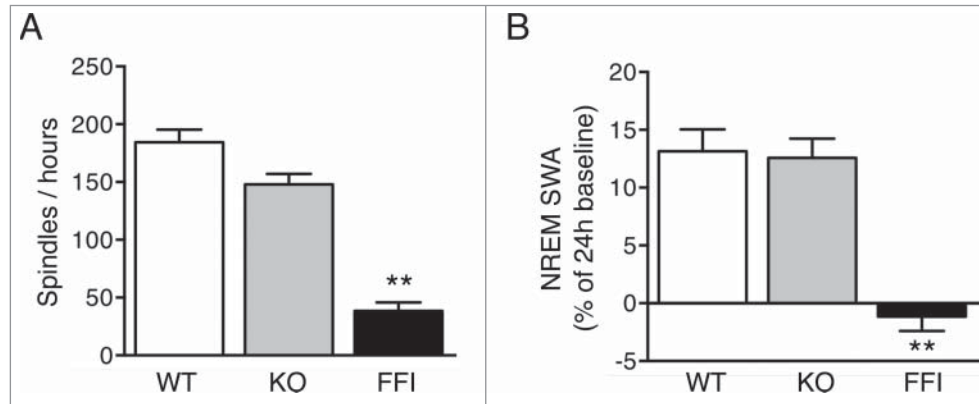 A
Spindles / hours
250
200
150
100
50
0
**
WT KO FFI
B
NREM SWA
(% of 24h baseline)
20
15
10
5
0
-5
**
WT KO FFI